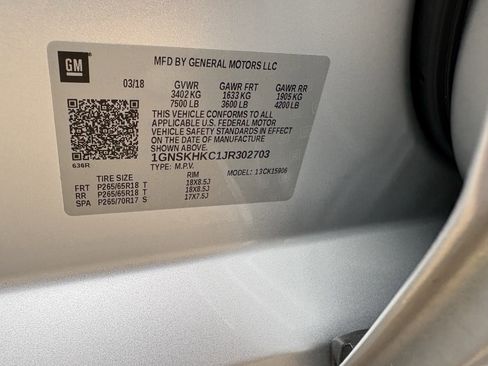 GM
MFD BY GENERAL MOTORS LLC
03/18 GVWR GAWR FRT GAWR RR
3402 KG 1633 KG 1905 KG
7500 LB 3600 LB 4200 LB
THIS VEHICLE CONFORMS TO ALL
APPLICABLE U.S. FEDERAL MOTOR
VEHICLE SAFETY STANDARDS IN EFFECT
ON THE DATE OF MANUFACTURE
SHOWN ABOVE.
1GNSKHKC1JR302703
636R TYPE: M.P.V.
TIRE SIZE RIM MODEL: 13CK15906
FRT P265/65R18 T 18X8.5J
RR P265/65R18 T 18X8.5J
SPA P265/70R17 S 17X7.5J